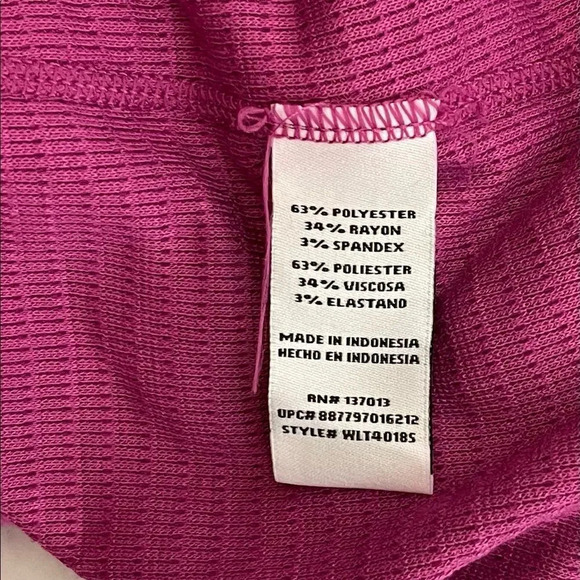 63% POLYESTER
34% RAYON
3% SPANDEX
63% POLIESTER
34% VISCOSA
3% ELASTANO
MADE IN INDONESIA
HECHO EN INDONESIA
RN# 137013
UPC# 887797016212
STYLE# WLT4018S